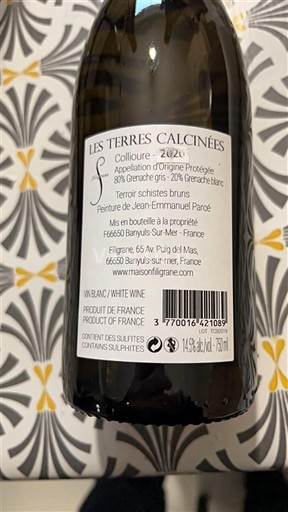 LES TERRES CALCINÉES
Collioure - 2020
Appellation d'Origine Protégée
80% Grenache gris - 20% Grenache blanc
Terroir schistes bruns
Peinture de Jean-Emmanuel Parcé
Mis en bouteille à la propriété
F66650 Banyuls-Sur-Mer - France
Filigrane, 65 Av. Puig del Mas,
66650 Banyuls-sur-mer, France
www.maisonfiligrane.com
VIN BLANC / WHITE WINE
PRODUIT DE FRANCE
PRODUCT OF FRANCE
3 770016 421089
CONTIENT DES SULFITES
CONTAINS SULPHITES
14.5% alc./vol. - 750 ml